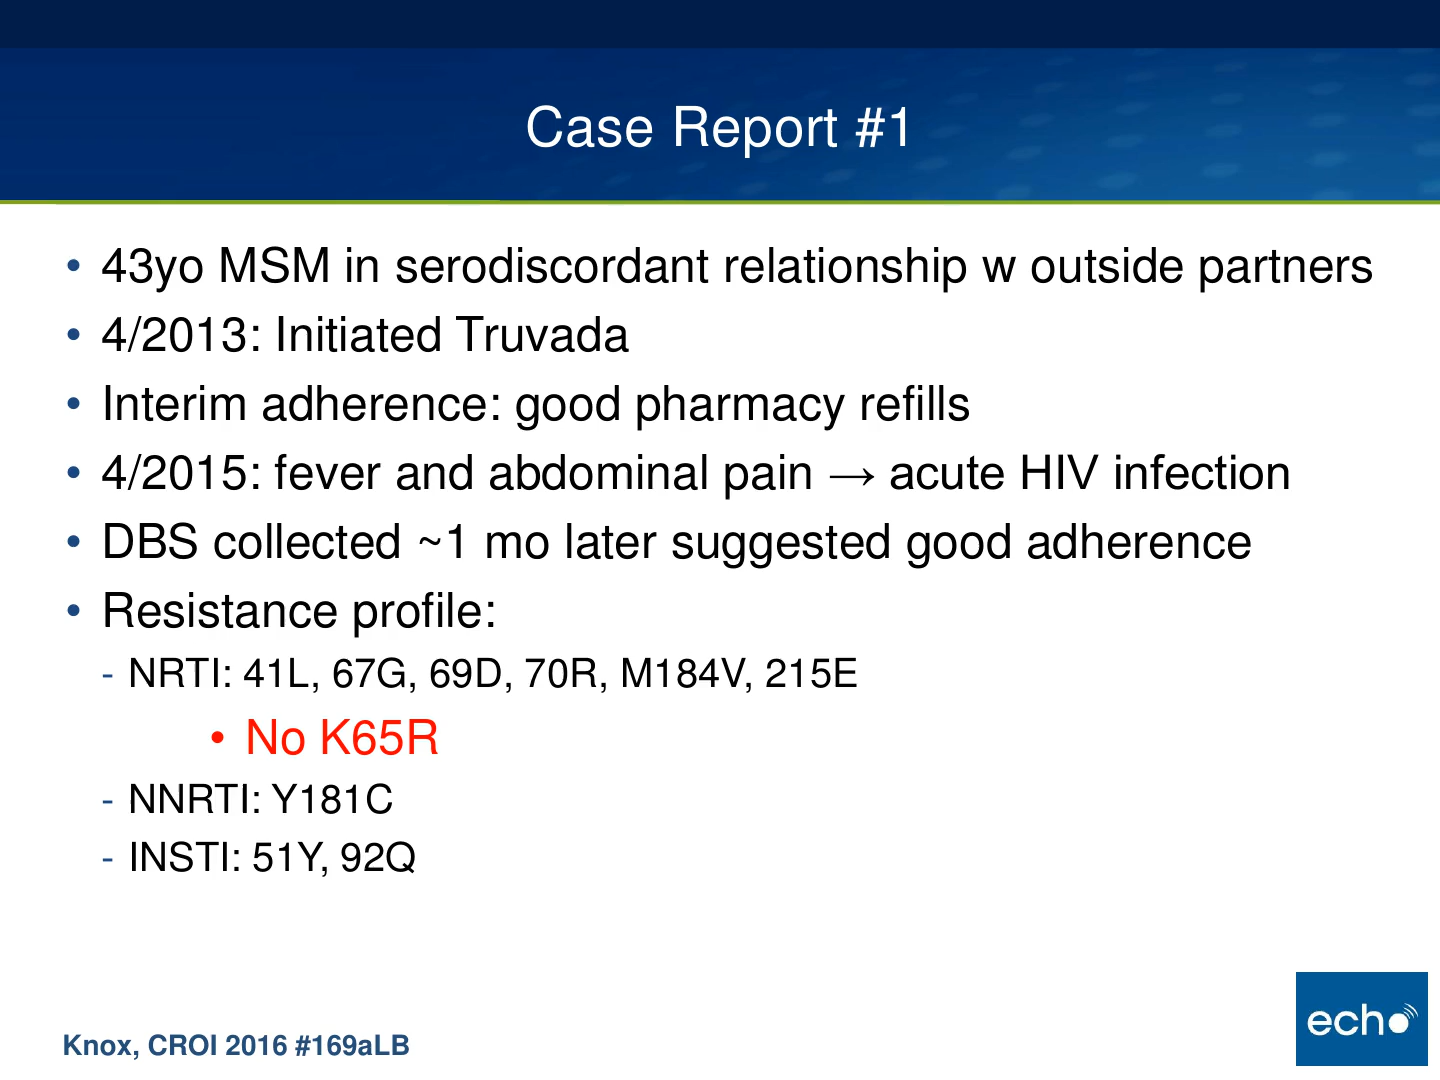 Case Report #1
• 43yo MSM in serodiscordant relationship w outside partners
• 4/2013: Initiated Truvada
• Interim adherence: good pharmacy refills
• 4/2015: fever and abdominal pain → acute HIV infection
• DBS collected ~1 mo later suggested good adherence
• Resistance profile:
- NRTI: 41L, 67G, 69D, 70R, M184V, 215E
• No K65R
- NNRTI: Y181C
- INSTI: 51Y, 92Q
Knox, CROI 2016 #169aLB
echo